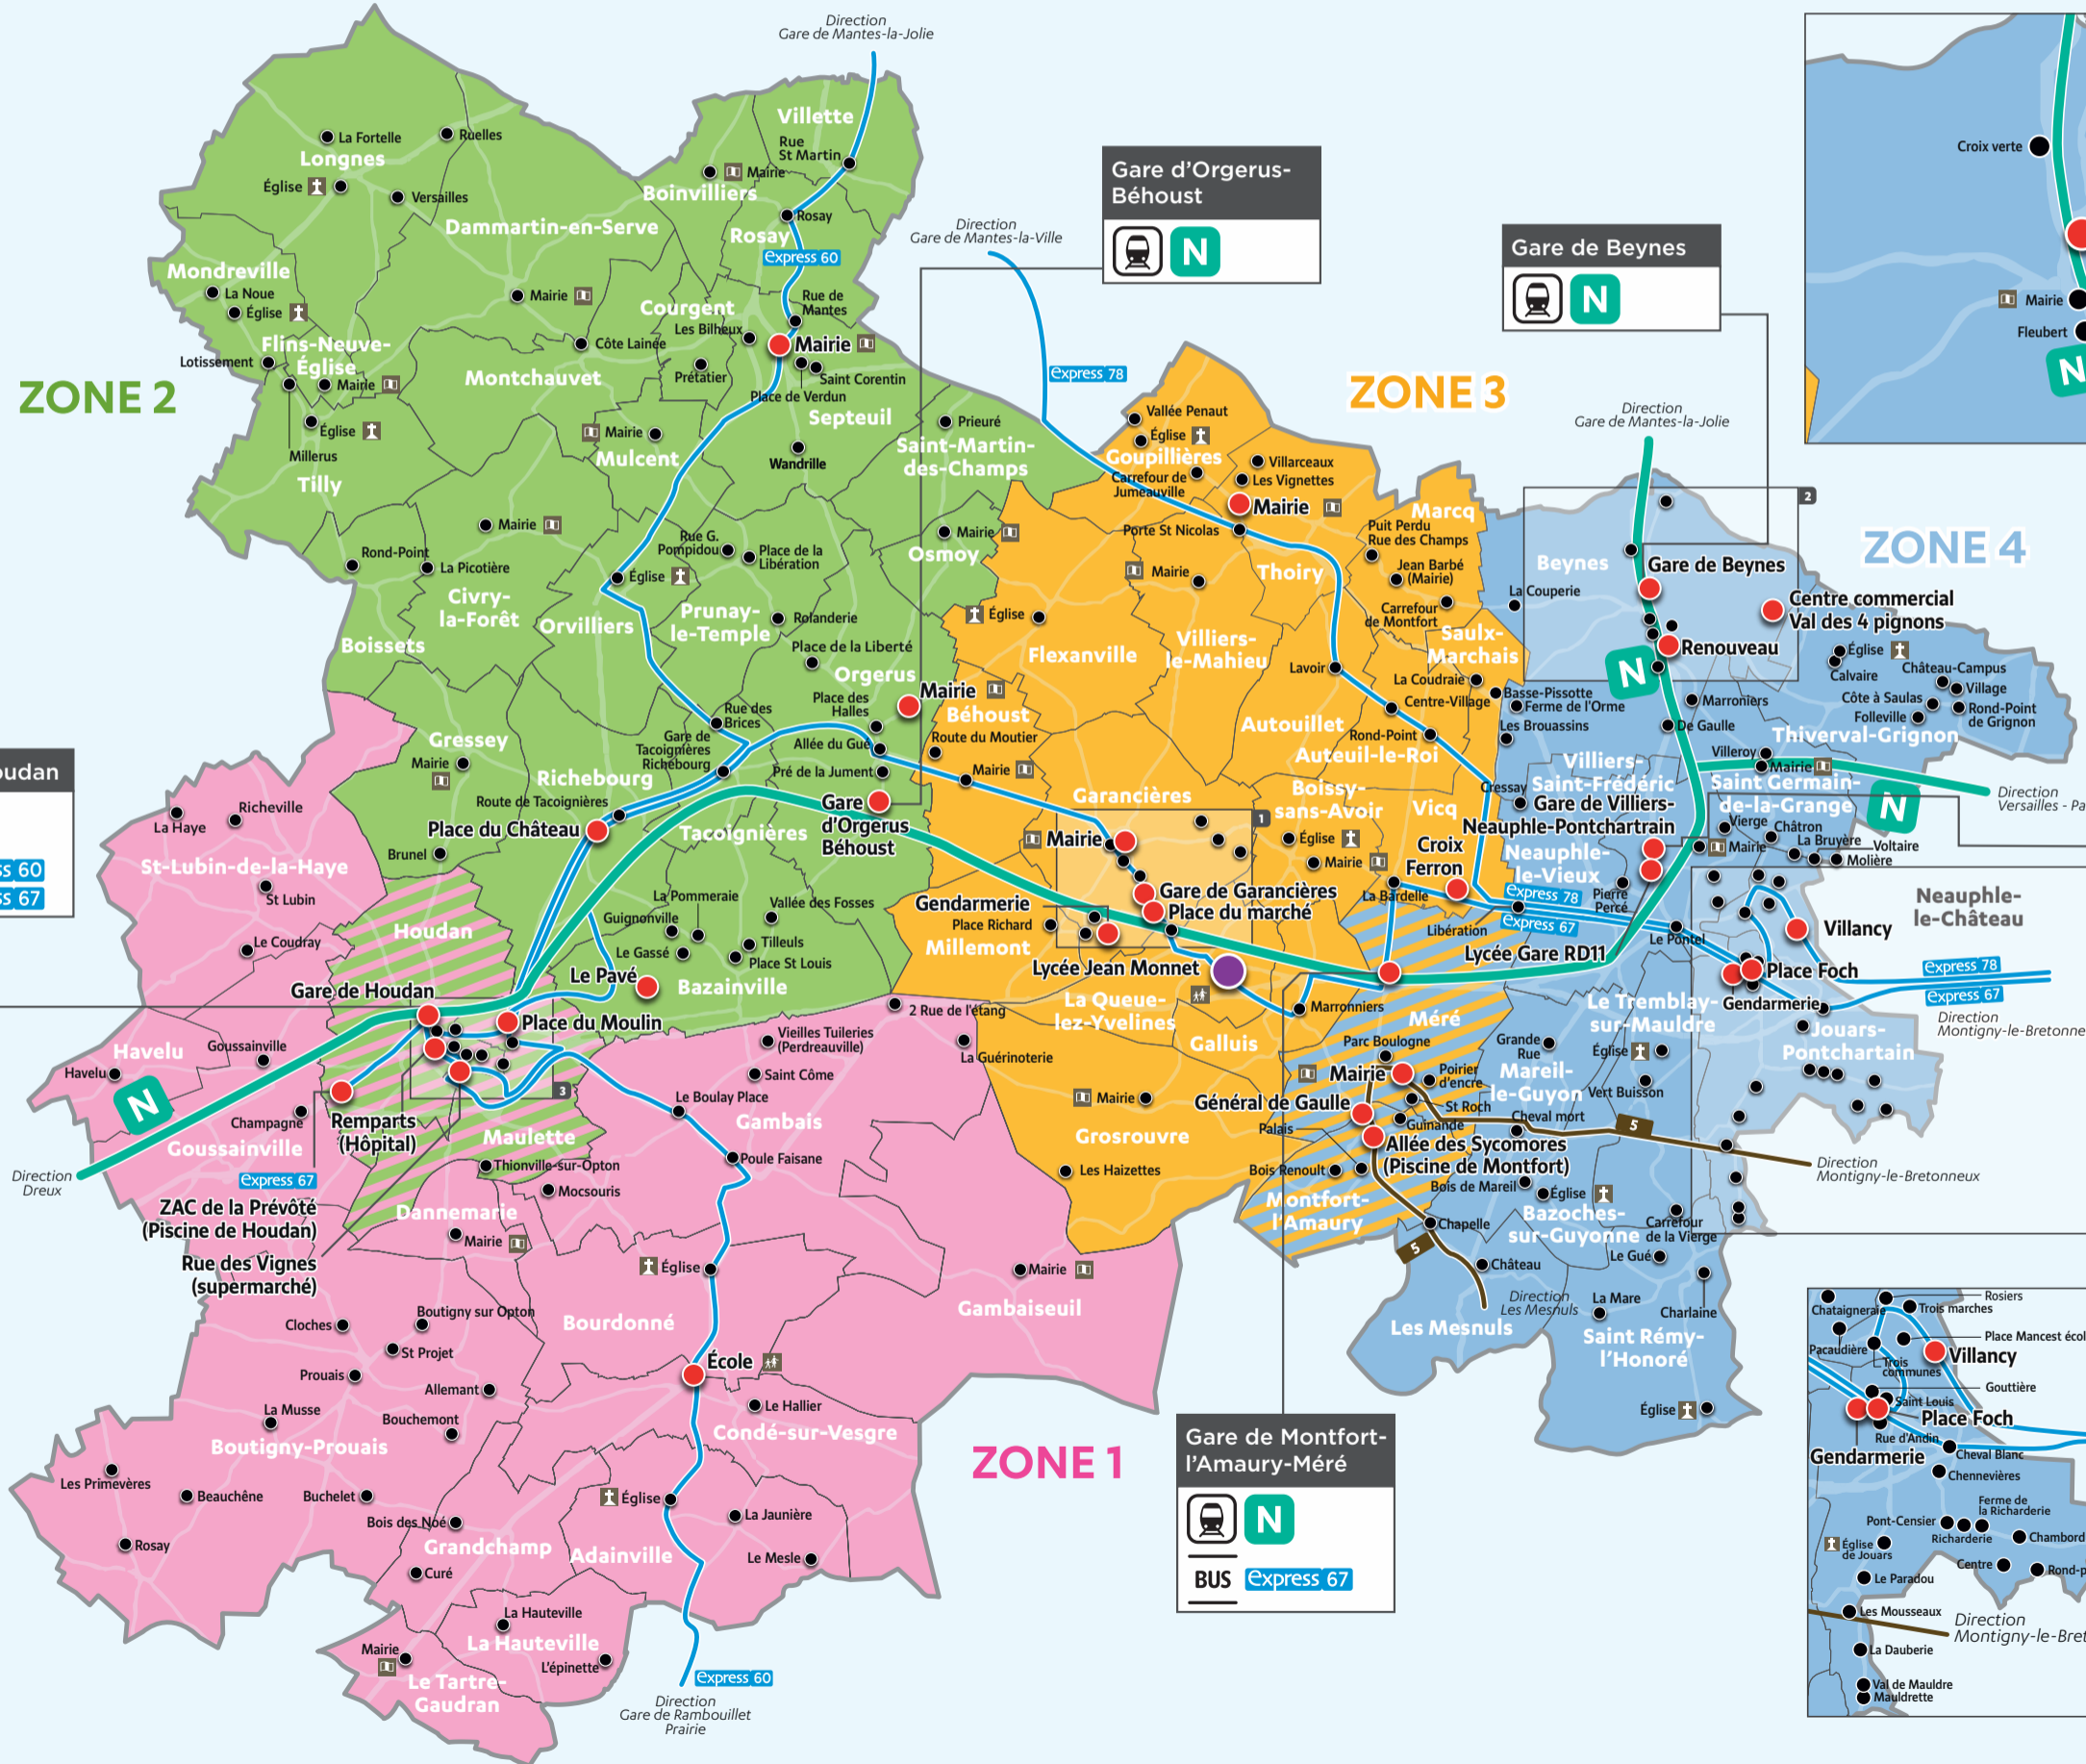 Direction
Gare de Mantes-la-Jolie
Villette
Rue
St Martin
La Fortelle
Ruelles
Longnes
Église
Versailles
Mairie
Boinvilliers
Rosay
Rosay
express 60
Dammartin-en-Serve
Mairie
Mondreville
La Noue
Église
Courgent
Les Bilheux
Rue de
Mantes
Mairie
Côte Lainée
Flins-Neuve-
Église
Lotissement
Mairie
Prétatier
Saint Corentin
Place de Verdun
Montchauvet
ZONE 2
Septeuil
Église
Millerus
Tilly
Mairie
Mulcent
Wandrille
Prieuré
Saint-Martin-
des-Champs
Mairie
Rue G.
Pompidou
Place de la
Libération
Mairie
Osmoy
Rond-Point
La Picotière
Église
Civry-
la-Forêt
Orvilliers
Prunay-
le-Temple
Rolanderie
Boissets
Place de la Liberté
Orgerus
Mairie
Place des
Halles
Rue des
Brices
Gare de
Tacoignières
Richebourg
Allée du Gué
Pré de la Jument
Gressey
Mairie
Richebourg
Route de Tacoignières
Place du Château
Gare
d'Orgerus
Béhoust
Tacoignières
Brunel
La Pommeraie
Guignonville
Vallée des Fosses
Le Gassé
Tilleuls
Place St Louis
Le Pavé
Bazainville
Houdan
Gare de Houdan
Place du Moulin
3
Remparts
(Hôpital)
Maulette
Thionville-sur-Opton
oudan
ss 60
ss 67
La Haye
Richeville
St-Lubin-de-la-Haye
St Lubin
Le Coudray
Havelu
Havelu
Goussainville
N
Champagne
Goussainville
Direction
Dreux
express 67
ZAC de la Prévôté
(Piscine de Houdan)
Rue des Vignes
(supermarché)
Mocsouris
Dannemarie
Mairie
2 Rue de l'étang
Vieilles Tuileries
(Perdreauville)
La Guérinoterie
Saint Côme
Le Boulay Place
Gambais
Poule Faisane
Église
Bourdonné
Mairie
Gambaiseuil
Cloches
Boutigny sur Opton
St Projet
Prouais
Allemant
La Musse
Bouchemont
Boutigny-Prouais
Les Primevères
Beauchêne
Buchelet
Bois des Noé
Rosay
École
Le Hallier
Condé-sur-Vesgre
ZONE 1
Église
La Jaunière
Grandchamp
Adainville
Le Mesle
Curé
La Hauteville
La Hauteville
L'épinette
Mairie
Le Tartre-
Gaudran
express 60
Direction
Gare de Rambouillet
Prairie
Direction
Gare de Mantes-la-Ville
Gare d'Orgerus-
Béhoust
N
express 78
ZONE 3
Vallée Penaut
Église
Goupillières
Carrefour de
Jumeauville
Villarceaux
Les Vignettes
Mairie
Porte St Nicolas
Marcq
Puit Perdu
Rue des Champs
Jean Barbé
(Mairie)
Thoiry
Mairie
Église
Carrefour
de Montfort
Flexanville
Villiers-
le-Mahieu
Saulx-
Marchais
Lavoir
La Coudraie
Centre-Village
Béhoust
Route du Moutier
Mairie
Autouillet
Rond-Point
Auteuil-le-Roi
Garancières
1
Mairie
Boissy-
sans-Avoir
Église
Mairie
Vicq
Croix
Ferron
La Bardelle
Gare de Garancières
Place du marché
Gendarmerie
Place Richard
Millemont
Lycée Jean Monnet
La Queue-
lez-Yvelines
Galluis
Marronniers
Libération
Lycée Gare RD11
Méré
Parc Boulogne
Mairie
Poirier
d'encre
St Roch
Général de Gaulle
Guinande
Palais
Allée des Sycomores
(Piscine de Montfort)
Bois Renoult
Montfort-
l'Amaury
Mairie
Grosrouvre
Les Haizettes
Gare de Montfort-
l'Amaury-Méré
N
BUS
express 67
Gare de Beynes
N
Direction
Gare de Mantes-la-Jolie
2
ZONE 4
Beynes
Gare de Beynes
La Couperie
Centre commercial
Val des 4 pignons
Renouveau
N
Église
Calvaire
Château-Campus
Village
Côte à Saulas
Rond-Point
de Grignon
Folleville
Thiverval-Grignon
Basse-Pissotte
Ferme de l'Orme
Les Brouassins
Marronniers
De Gaulle
Villeroy
Mairie
Villiers-
Saint-Frédéric
Saint Germain-
de-la-Grange
N
Direction
Versailles - Pa
Cressay
Gare de Villiers-
Neauphle-Pontchartrain
Vierge
Châtron
La Bruyère
Voltaire
Molière
Mairie
Neauphle-
le-Vieux
express 78
express 67
Pierre
Percé
Neauphle-
le-Château
Villancy
Le Pontel
Place Foch
Gendarmerie
express 78
express 67
Direction
Montigny-le-Bretonne
Le Tremblay-
sur-Mauldre
Jouars-
Pontchartrain
Grande
Rue
Église
Mareil-
le-Guyon
Vert Buisson
Cheval mort
5
Direction
Montigny-le-Bretonneux
Bois de Mareil
Église
Bazoches-
sur-Guyonne
Carrefour
de la Vierge
Le Gué
Chapelle
5
Château
Direction
Les Mesnuls
Les Mesnuls
La Mare
Charlaine
Saint Rémy-
l'Honoré
Église
Croix verte
Mairie
Fleubert
N
Rosiers
Chataigneraie
Trois marches
Place Mancest écol
Pacaudière
Villancy
Trois
communes
Gouttière
Saint Louis
Place Foch
Rue d'Andin
Gendarmerie
Cheval Blanc
Chennevières
Ferme de
la Richarderie
Pont-Censier
Richarderie
Chambord
Église
de Jouars
Centre
Rond-p
Le Paradou
Les Mousseaux
Direction
Montigny-le-Bret
La Dauberie
Val de Mauldre
Mauldrette